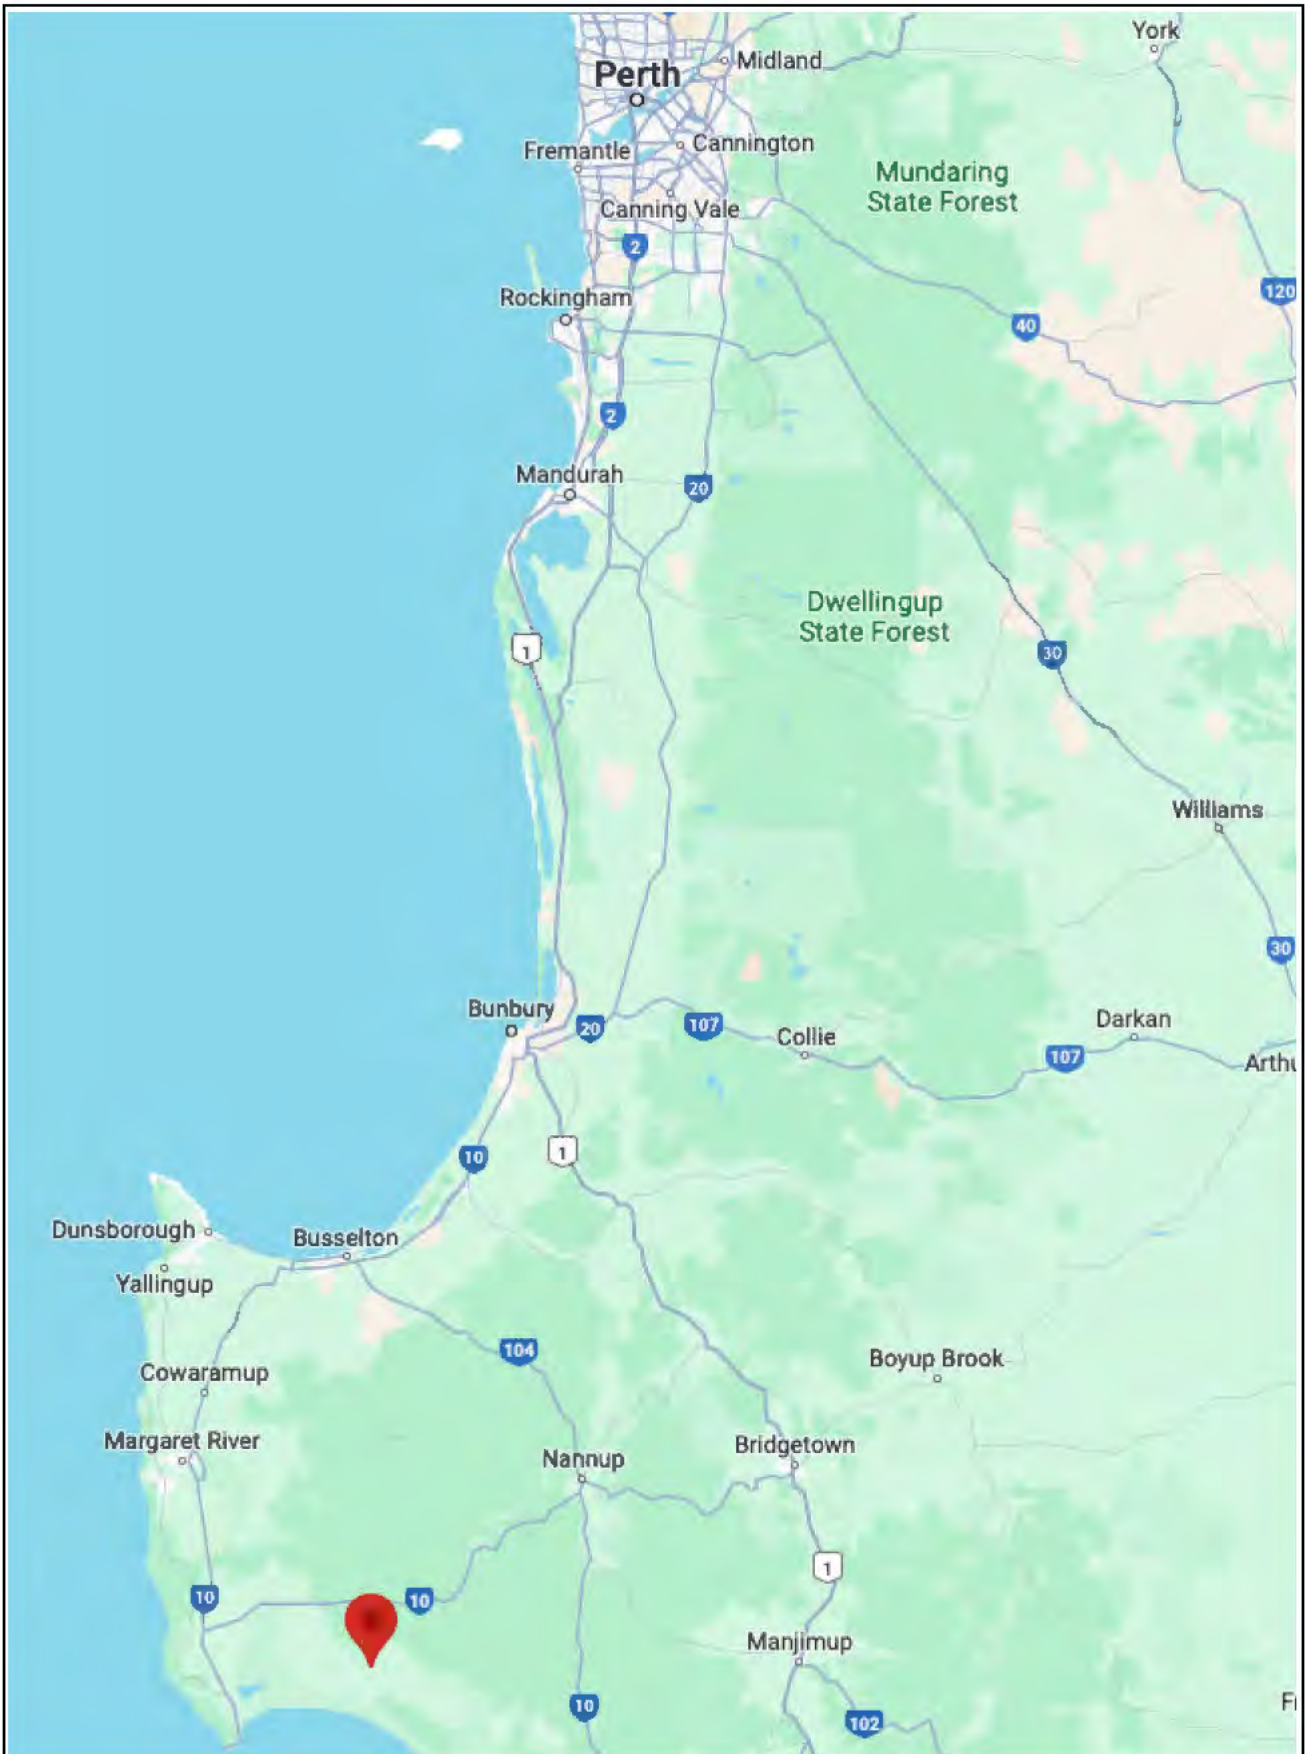 York
Midland
Perth
Cannington
Fremantle
Mundaring
State Forest
Canning Vale
2
120
Rockingham
40
2
Mandurah
20
Dwellingup
State Forest
1
30
Williams
30
Bunbury
20
107
Darkan
Collie
107
Arthu
1
10
Dunsborough
Busselton
Yallingup
104
Boyup Brook
Cowaramup
Margaret River
Bridgetown
Nannup
1
10
10
Manjimup
10
102